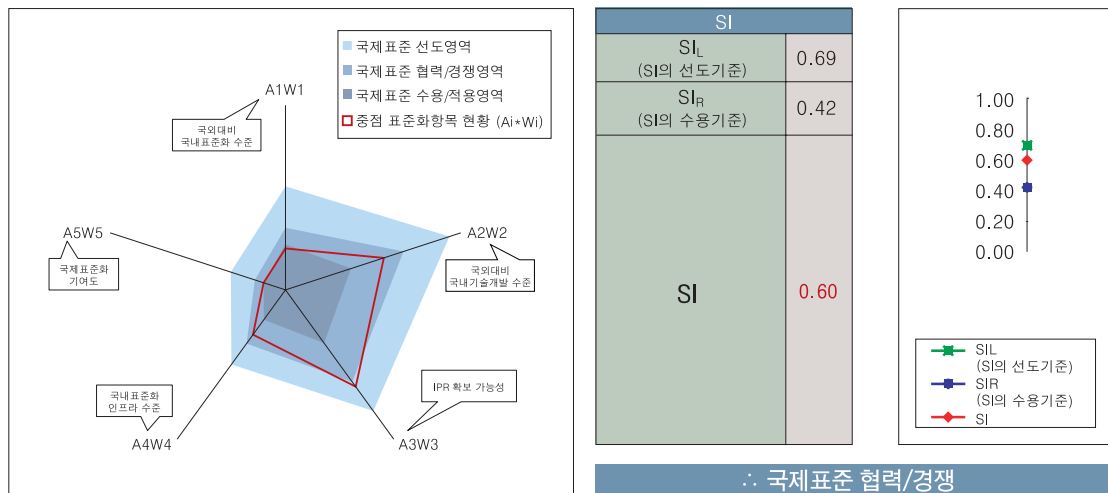 국제표준 선도영역
국제표준 협력/경쟁영역
국제표준 수용/적용영역
중점 표준화항목 현황 (Ai*Wi)
A1W1
국외대비
국내표준화 수준
A2W2
국외대비
국내기술개발 수준
A5W5
국제표준화
기여도
국내표준화
인프라 수준
A4W4
IPR 확보 가능성
A3W3
SI
SIL
(SI의 선도기준)
0.69
SIR
(SI의 수용기준)
0.42
SI
0.60
1.00
0.80
0.60
0.40
0.20
0.00
SIL
(SI의 선도기준)
SIR
(SI의 수용기준)
SI
∴ 국제표준 협력/경쟁